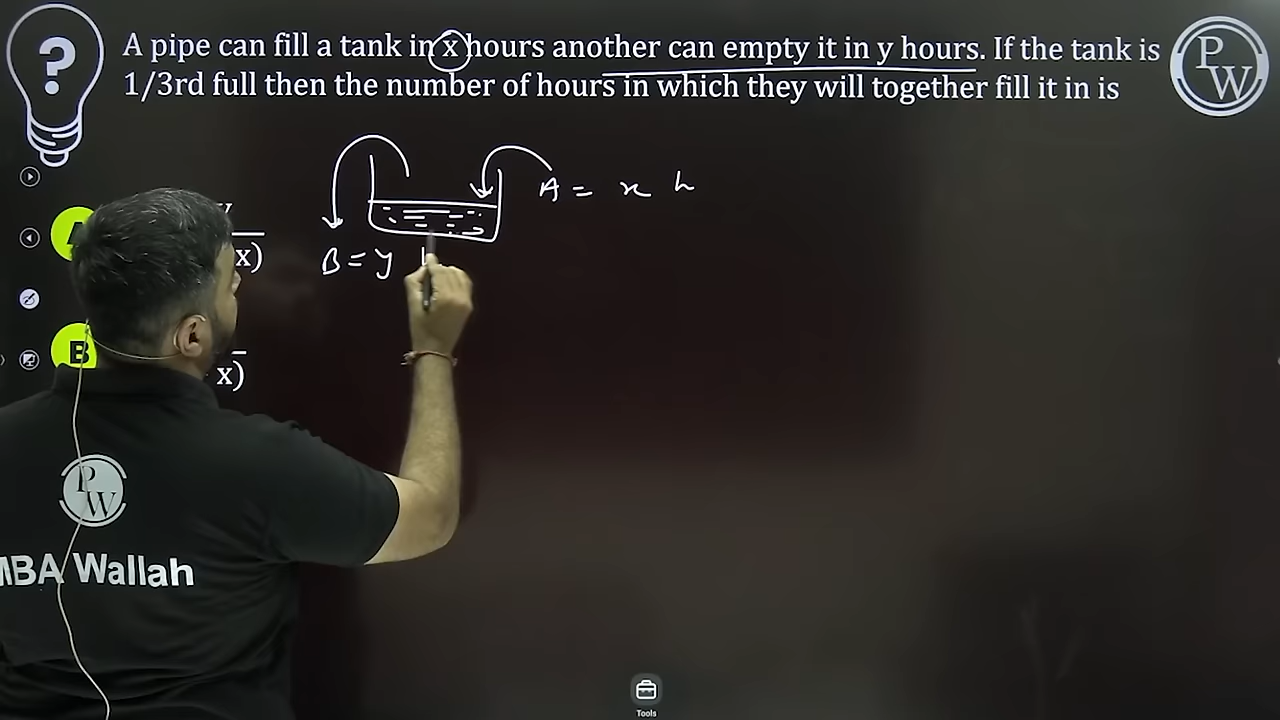 A pipe can fill a tank in x hours another can empty it in y hours. If the tank is
1/3rd full then the number of hours in which they will together fill it in is
P
W
A = x h
A
x)
B = y h
B
x)
P
W
MBA Wallah
Tools